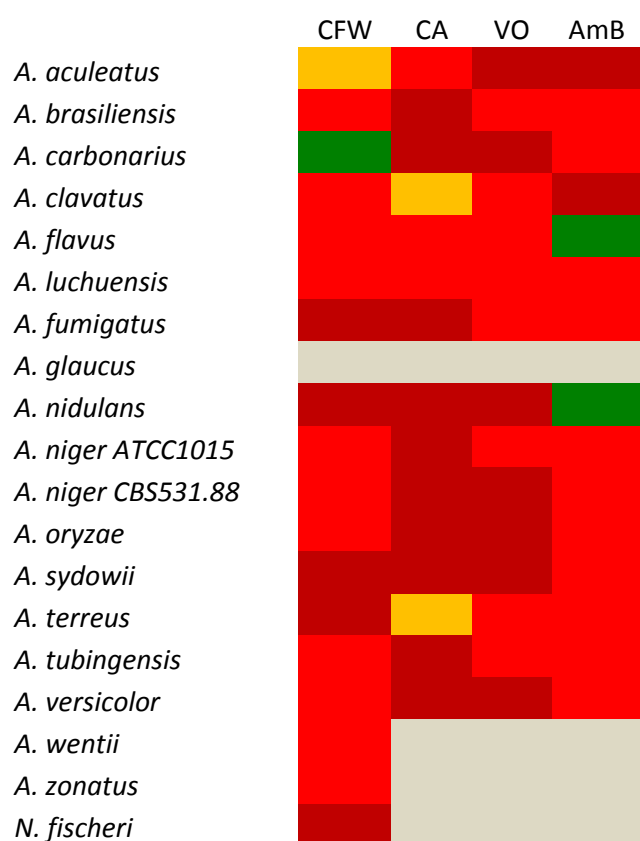 CFW CA VO AmB
A. aculeatus
A. brasiliensis
A. carbonarius
A. clavatus
A. flavus
A. luchuensis
A. fumigatus
A. glaucus
A. nidulans
A. niger ATCC1015
A. niger CBS531.88
A. oryzae
A. sydowii
A. terreus
A. tubingensis
A. versicolor
A. wentii
A. zonatus
N. fischeri